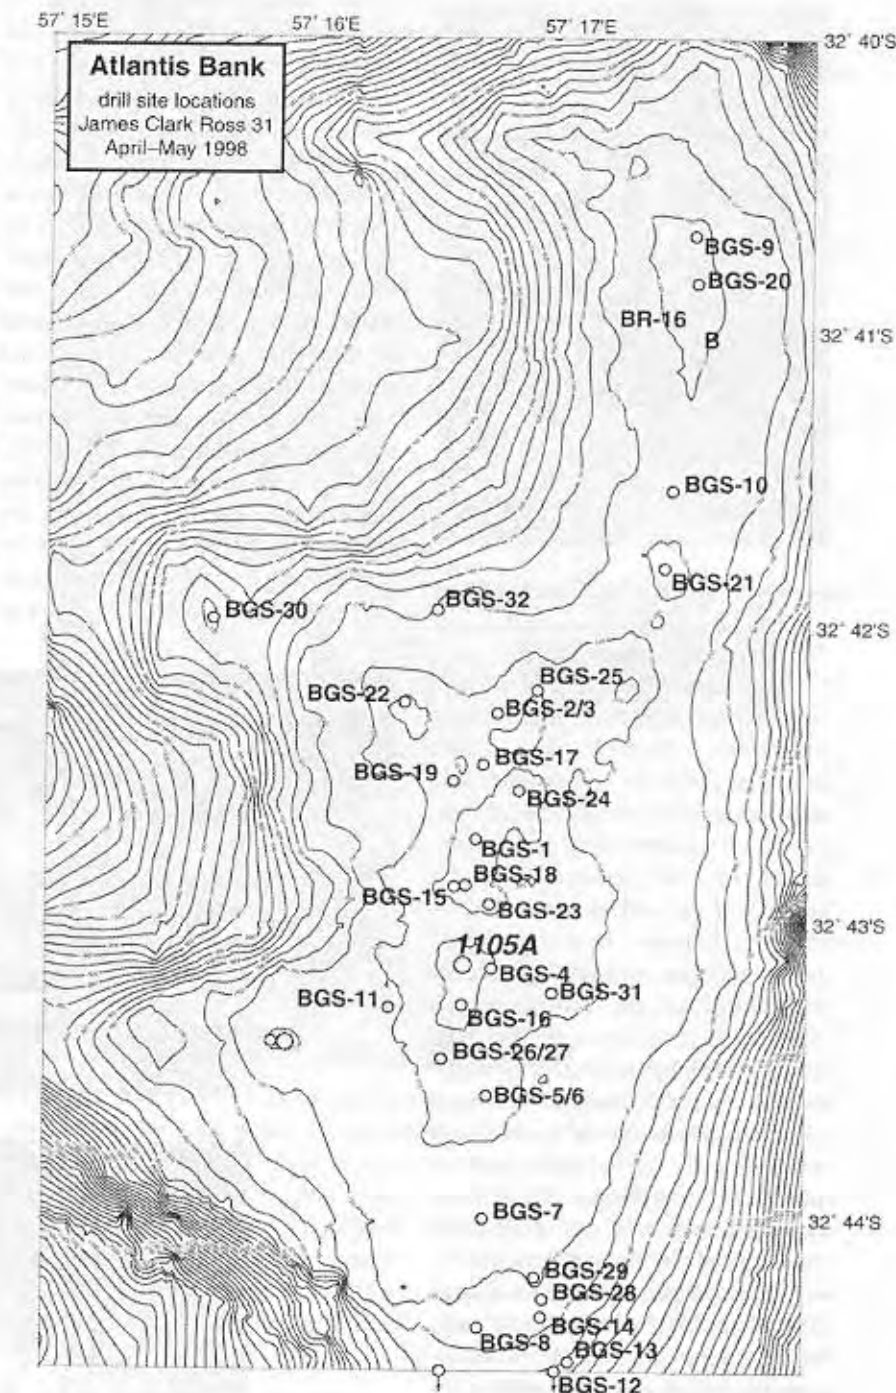 57° 15'E
57° 16'E
57° 17'E
32° 40'S
Atlantis Bank
drill site locations
James Clark Ross 31
April–May 1998
BGS-9
BGS-20
BR-16
B
32° 41'S
BGS-10
BGS-21
BGS-30
BGS-32
32° 42'S
BGS-25
BGS-22
BGS-2/3
BGS-17
BGS-19
BGS-24
BGS-1
BGS-18
BGS-15
BGS-23
32° 43'S
1105A
BGS-4
BGS-31
BGS-11
BGS-16
BGS-26/27
BGS-5/6
BGS-7
32° 44'S
BGS-29
BGS-28
BGS-14
BGS-8
BGS-13
BGS-12